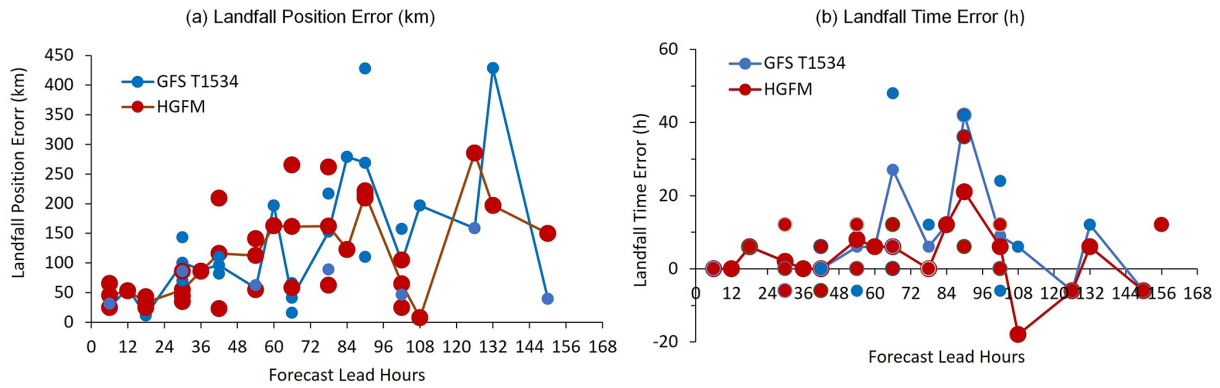 (a) Landfall Position Error (km)
450
400
350
300
250
200
150
100
50
0
Landfall Position Erorr (km)
GFS T1534
HGFM
0 12 24 36 48 60 72 84 96 108 120 132 144 156 168
Forecast Lead Hours
(b) Landfall Time Error (h)
60
40
20
0
-20
Landfall Time Error (h)
GFS T1534
HGFM
0 12 24 36 48 60 72 84 96 108 120 132 144 156 168
Forecast Lead Hours